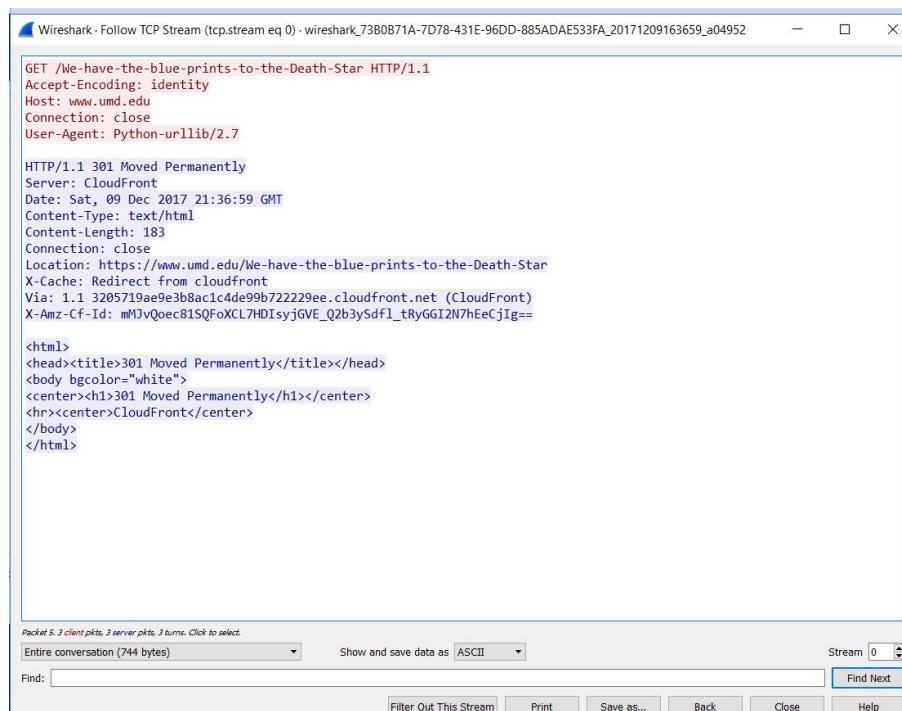 Wireshark · Follow TCP Stream (tcp.stream eq 0) · wireshark_73B0B71A-7D78-431E-96DD-885ADAE533FA_20171209163659_a04952
GET /We-have-the-blue-prints-to-the-Death-Star HTTP/1.1
Accept-Encoding: identity
Host: www.umd.edu
Connection: close
User-Agent: Python-urllib/2.7
HTTP/1.1 301 Moved Permanently
Server: CloudFront
Date: Sat, 09 Dec 2017 21:36:59 GMT
Content-Type: text/html
Content-Length: 183
Connection: close
Location: https://www.umd.edu/We-have-the-blue-prints-to-the-Death-Star
X-Cache: Redirect from cloudfront
Via: 1.1 3205719ae9e3b8ac1c4de99b722229ee.cloudfront.net (CloudFront)
X-Amz-Cf-Id: mMJvQoec81SQFoXCL7HDIsyjGVE_Q2b3ySdfl_tRyGGI2N7hEeCjIg==
<html>
<head><title>301 Moved Permanently</title></head>
<body bgcolor="white">
<center><h1>301 Moved Permanently</h1></center>
<hr><center>CloudFront</center>
</body>
</html>
Packet 5. 3 client pkts, 3 server pkts, 3 turns. Click to select.
Entire conversation (744 bytes) Show and save data as ASCII Stream 0
Find: Find Next
Filter Out This Stream Print Save as... Back Close Help